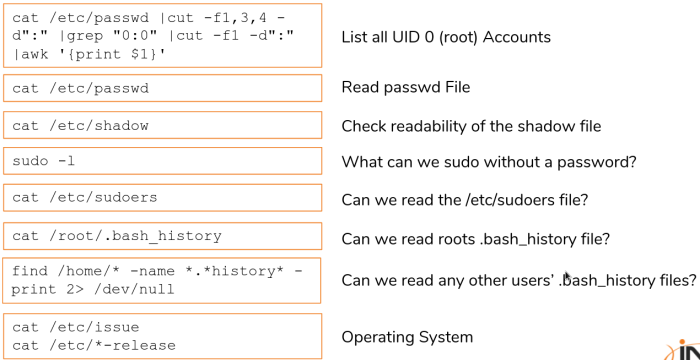 cat /etc/passwd |cut -f1,3,4 -
d":" |grep "0:0" |cut -f1 -d":"
|awk '{print $1}'
List all UID 0 (root) Accounts
cat /etc/passwd
Read passwd File
cat /etc/shadow
Check readability of the shadow file
sudo -l
What can we sudo without a password?
cat /etc/sudoers
Can we read the /etc/sudoers file?
cat /root/.bash_history
Can we read roots .bash_history file?
find /home/* -name *.*history* -
print 2> /dev/null
Can we read any other users' .bash_history files?
cat /etc/issue
cat /etc/*-release
Operating System